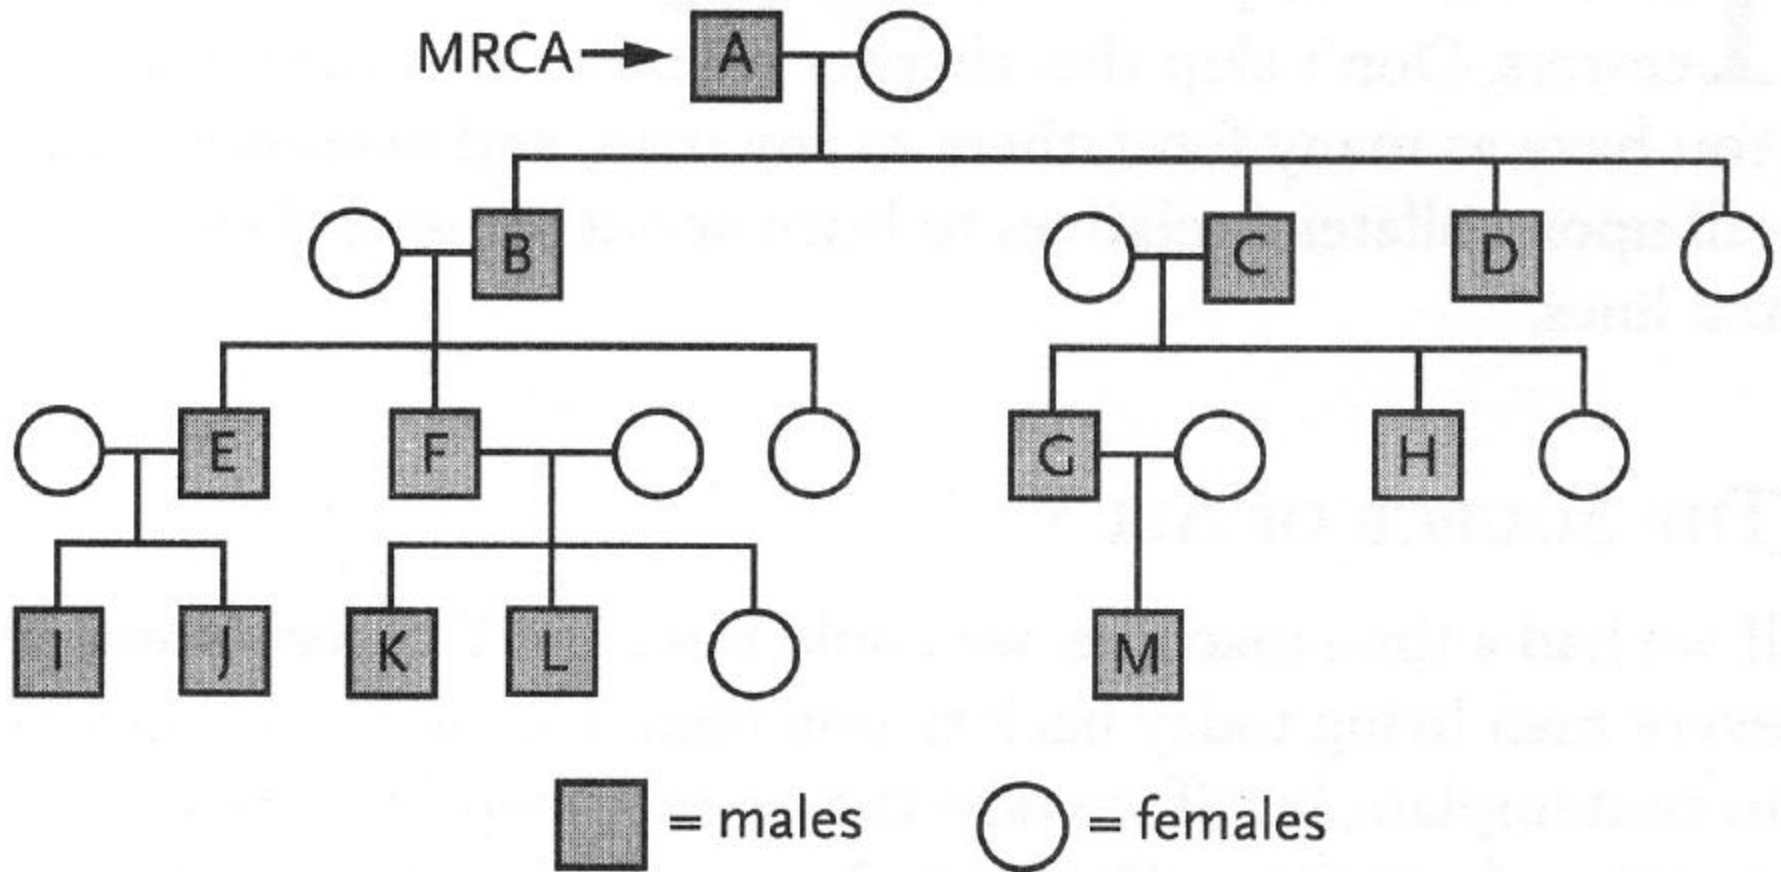 MRCA A
B C D
E F G H
I J K L M
= males = females